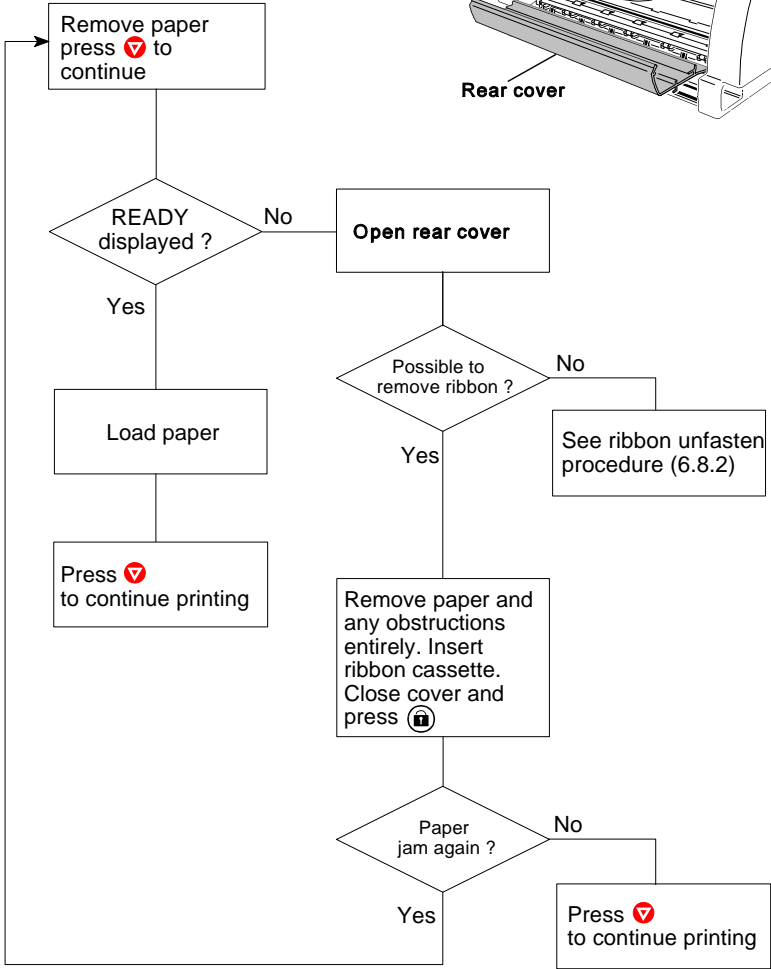 Remove paper
press to
continue
Rear cover
READY
displayed ?
No
Open rear cover
Yes
Possible to
remove ribbon ?
No
Load paper
Yes
See ribbon unfasten
procedure (6.8.2)
Press
to continue printing
Remove paper and
any obstructions
entirely. Insert
ribbon cassette.
Close cover and
press
Paper
jam again ?
No
Yes
Press
to continue printing